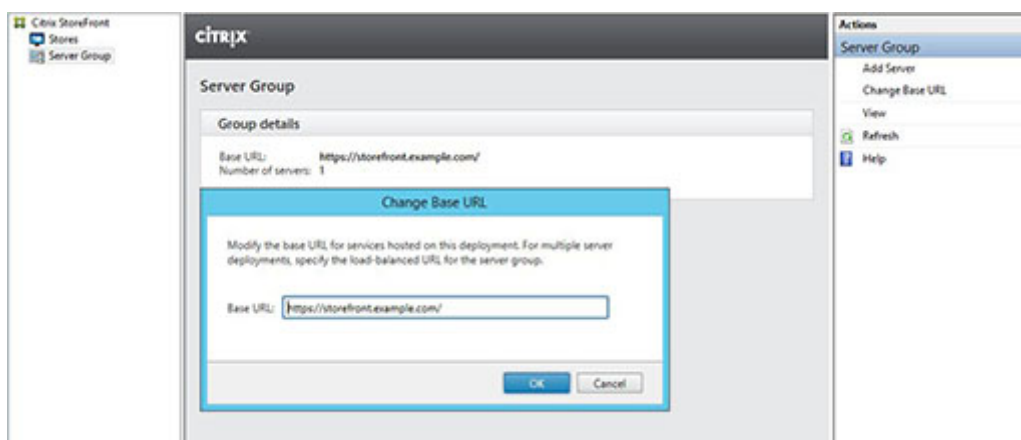 Citrix StoreFront
Stores
Server Group
CİTRIX
Server Group
Group details
Base URL: https://storefront.example.com/
Number of servers: 1
Change Base URL
Modify the base URL for services hosted on this deployment. For multiple server
deployments, specify the load-balanced URL for the server group.
Base URL: https://storefront.example.com/
OK Cancel
Actions
Server Group
Add Server
Change Base URL
View
Refresh
Help